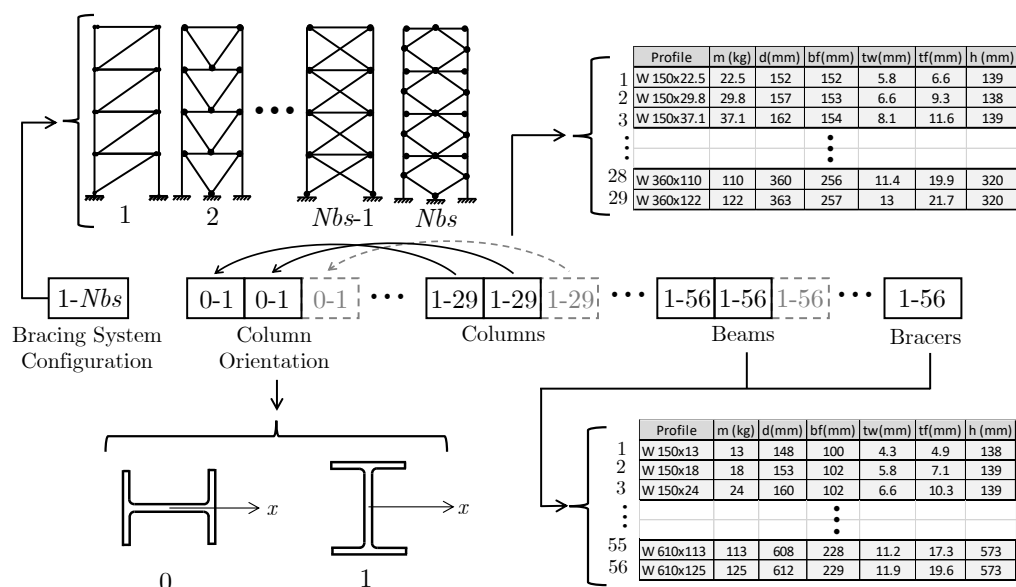 1
2
Nbs-1
Nbs
Profile m (kg) d(mm) bf(mm) tw(mm) tf(mm) h (mm)
1 W 150x22.5 22.5 152 152 5.8 6.6 139
2 W 150x29.8 29.8 157 153 6.6 9.3 138
3 W 150x37.1 37.1 162 154 8.1 11.6 139
28 W 360x110 110 360 256 11.4 19.9 320
29 W 360x122 122 363 257 13 21.7 320
1-Nbs
0-1 0-1 0-1
1-29 1-29 1-29
1-56 1-56 1-56
1-56
Bracing System
Configuration
Column
Orientation
Columns
Beams
Bracers
x
0
x
1
Profile m (kg) d(mm) bf(mm) tw(mm) tf(mm) h (mm)
1 W 150x13 13 148 100 4.3 4.9 138
2 W 150x18 18 153 102 5.8 7.1 139
3 W 150x24 24 160 102 6.6 10.3 139
55 W 610x113 113 608 228 11.2 17.3 573
56 W 610x125 125 612 229 11.9 19.6 573